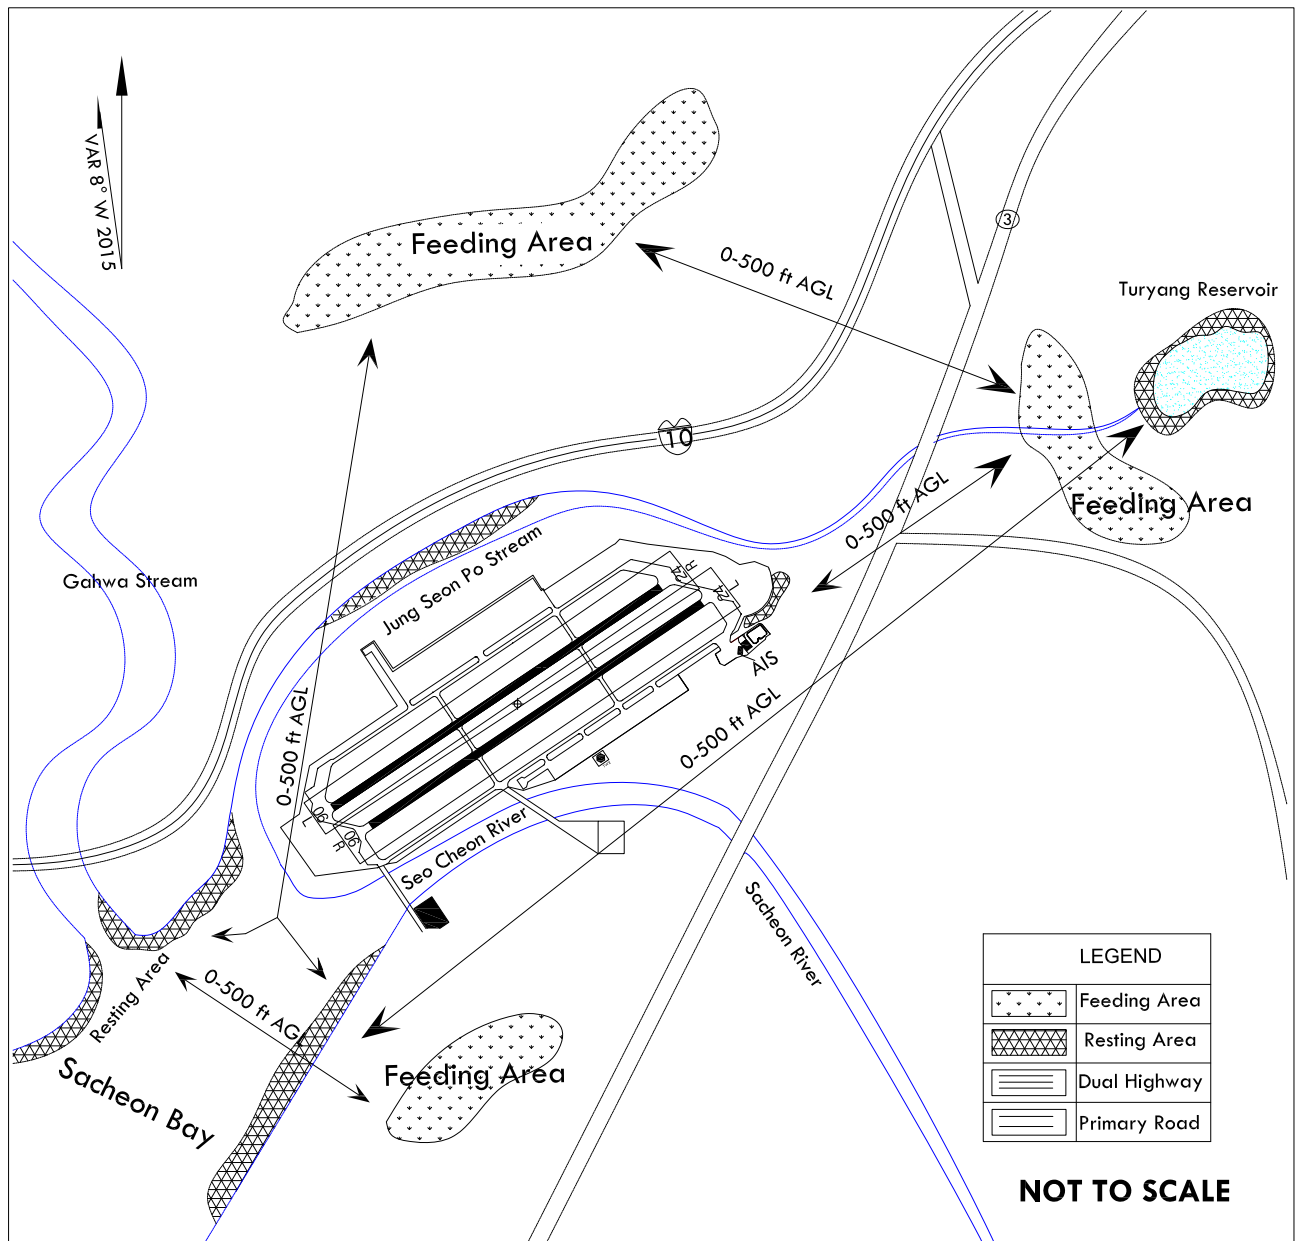 VAR 8° W 2015
Feeding Area
3
0-500 ft AGL
Turyang Reservoir
10
Feeding Area
0-500 ft AGL
Jung Seon Po Stream
Gahwa Stream
24
R
24
L
AIS
0-500 ft AGL
0-500 ft AGL
06
L
06
R
Seo Cheon River
Sacheon River
Resting Area
0-500 ft AGL
Sacheon Bay
Feeding Area
LEGEND
Feeding Area
Resting Area
Dual Highway
Primary Road
NOT TO SCALE